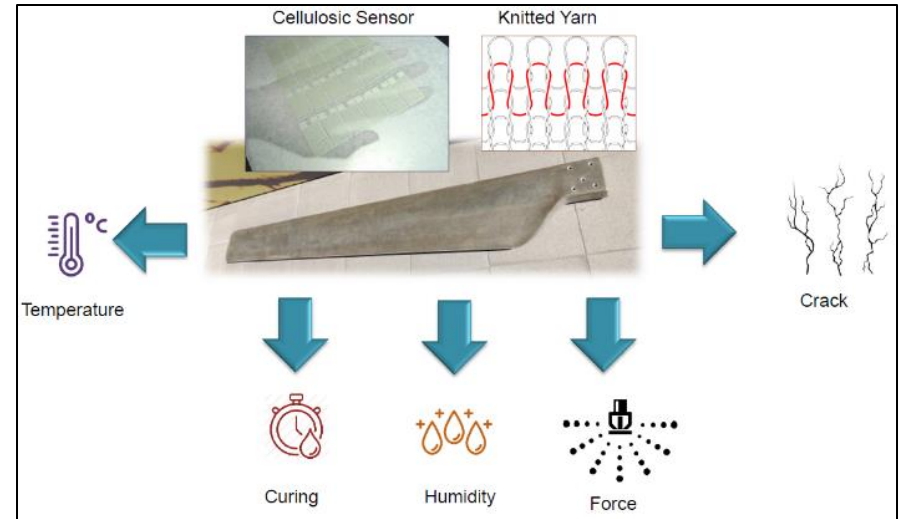 Cellulosic Sensor
Knitted Yarn
°C
Temperature
Crack
Curing
Humidity
Force